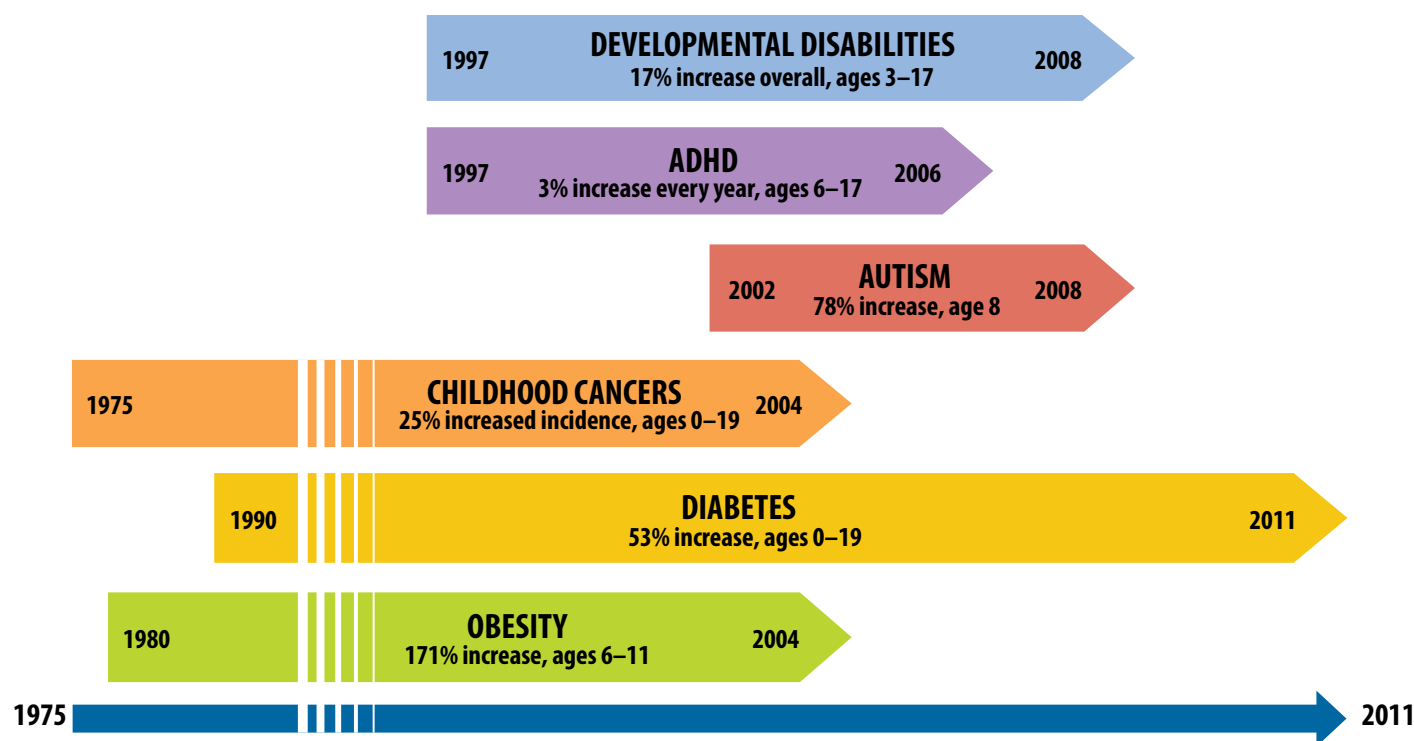 DEVELOPMENTAL DISABILITIES
1997 2008
17% increase overall, ages 3–17
ADHD
1997 2006
3% increase every year, ages 6–17
AUTISM
2002 2008
78% increase, age 8
CHILDHOOD CANCERS
1975 2004
25% increased incidence, ages 0–19
DIABETES
1990 2011
53% increase, ages 0–19
OBESITY
1980 2004
171% increase, ages 6–11
1975 2011